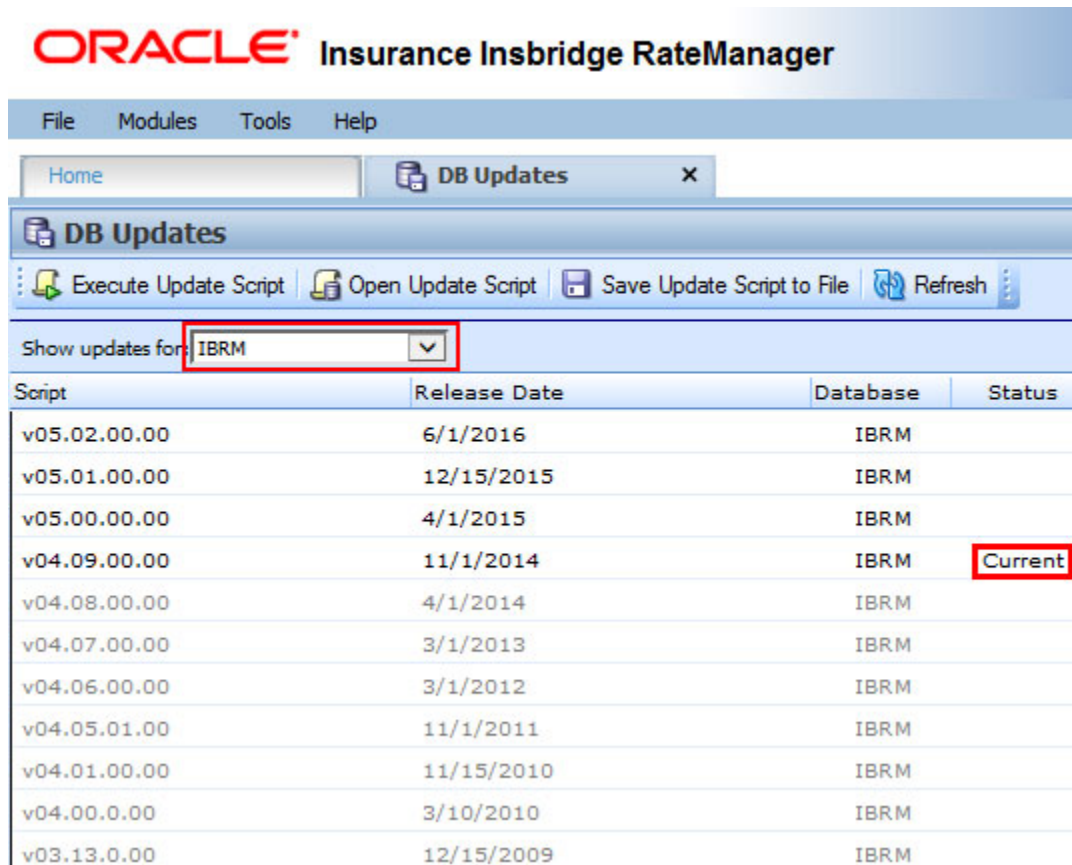 ORACLE Insurance Insbridge RateManager
File Modules Tools Help
Home DB Updates x
DB Updates
Execute Update Script Open Update Script Save Update Script to File Refresh
Show updates for: IBRM
Script Release Date Database Status
v05.02.00.00 6/1/2016 IBRM
v05.01.00.00 12/15/2015 IBRM
v05.00.00.00 4/1/2015 IBRM
v04.09.00.00 11/1/2014 IBRM Current
v04.08.00.00 4/1/2014 IBRM
v04.07.00.00 3/1/2013 IBRM
v04.06.00.00 3/1/2012 IBRM
v04.05.01.00 11/1/2011 IBRM
v04.01.00.00 11/15/2010 IBRM
v04.00.0.00 3/10/2010 IBRM
v03.13.0.00 12/15/2009 IBRM